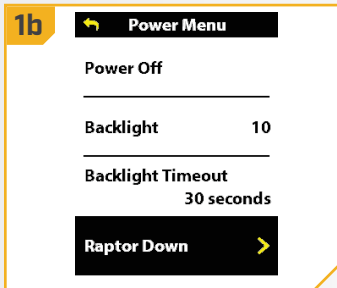 1b
Power Menu
Power Off
Backlight 10
Backlight Timeout
30 seconds
Raptor Down